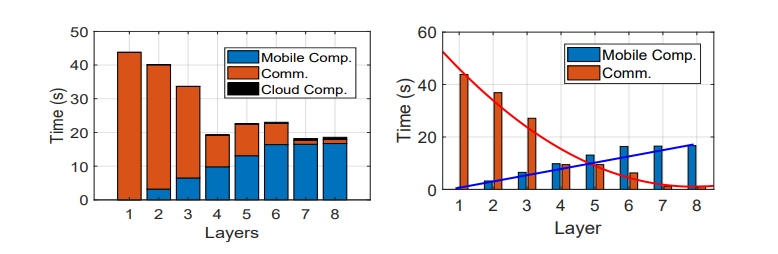 50
40
30
20
10
0
Time (s)
Mobile Comp.
Comm.
Cloud Comp.
1 2 3 4 5 6 7 8
Layers
60
40
20
0
Time (s)
Mobile Comp.
Comm.
1 2 3 4 5 6 7 8
Layer